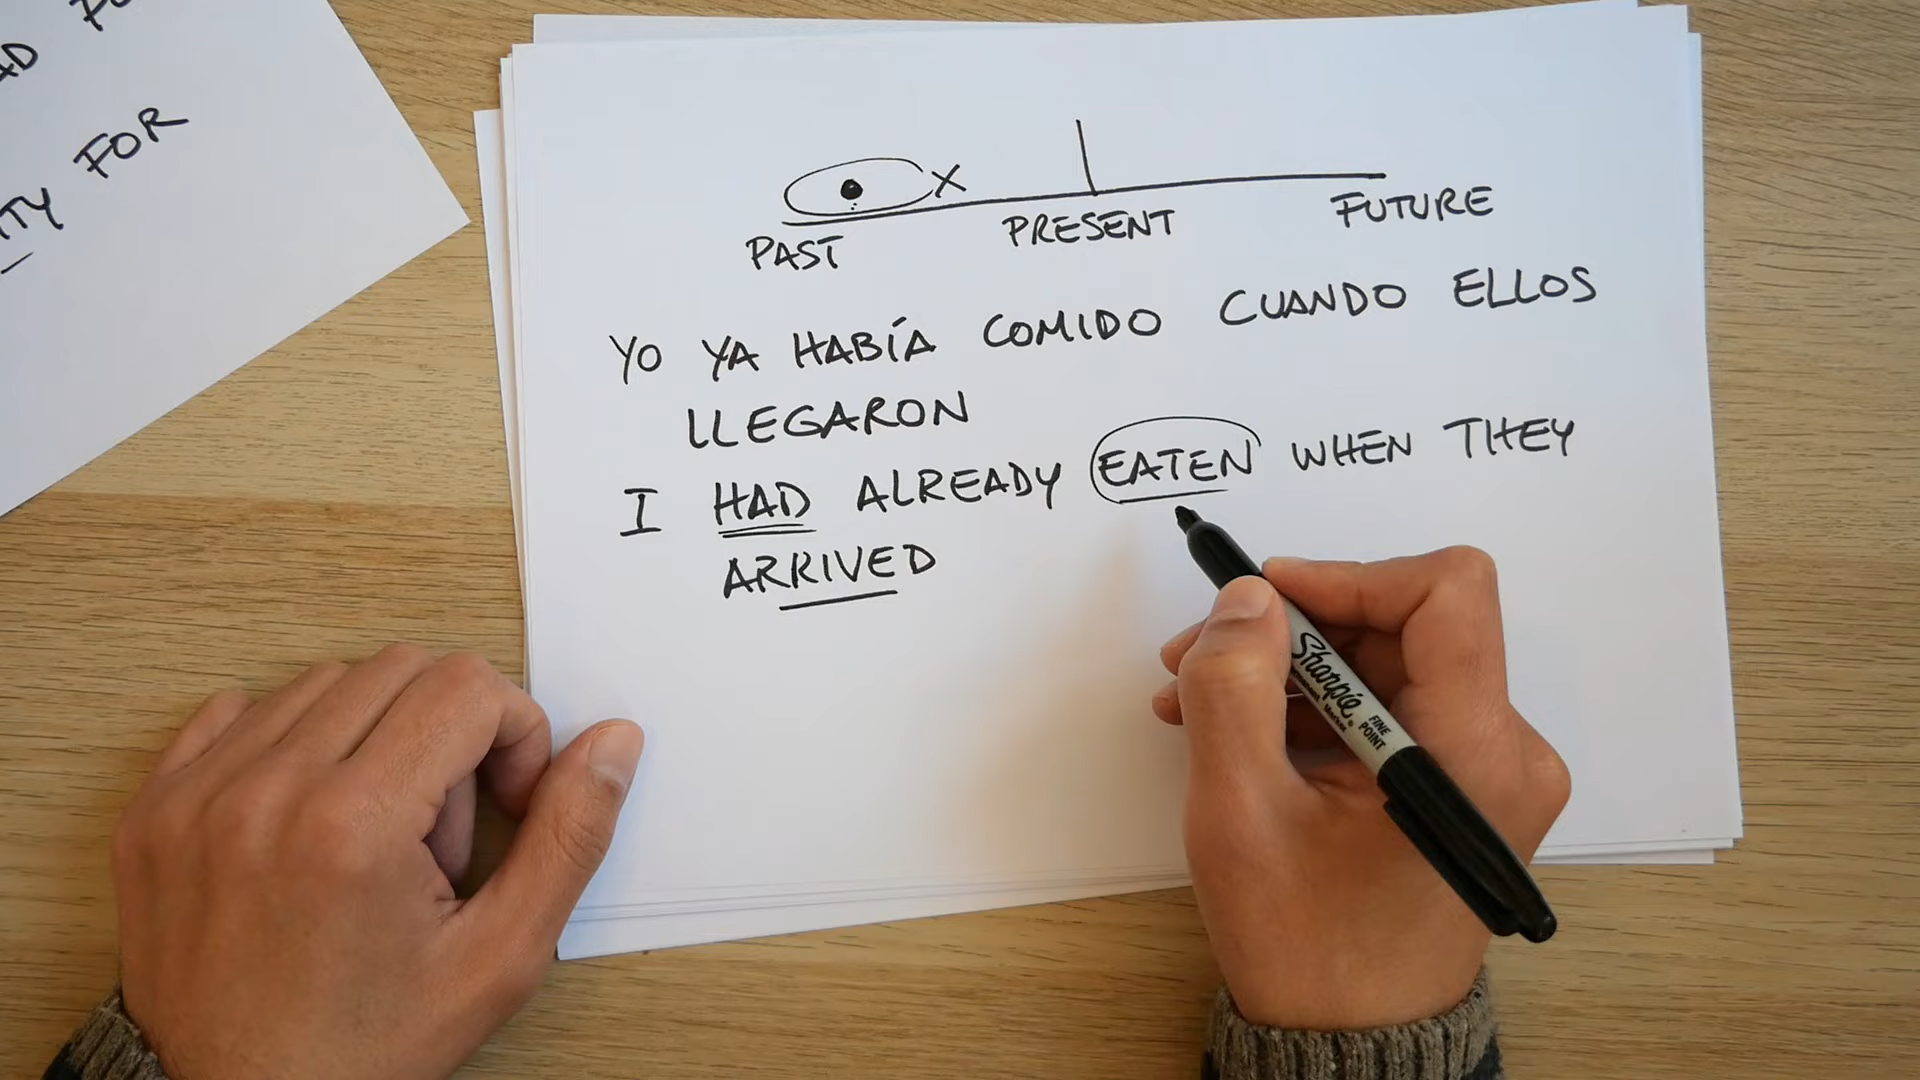 FOR
PAST
PRESENT
FUTURE
YO YA HABÍA COMIDO CUANDO ELLOS
LLEGARON
I HAD ALREADY EATEN WHEN THEY
ARRIVED
Sharpie.
FINE
POINT